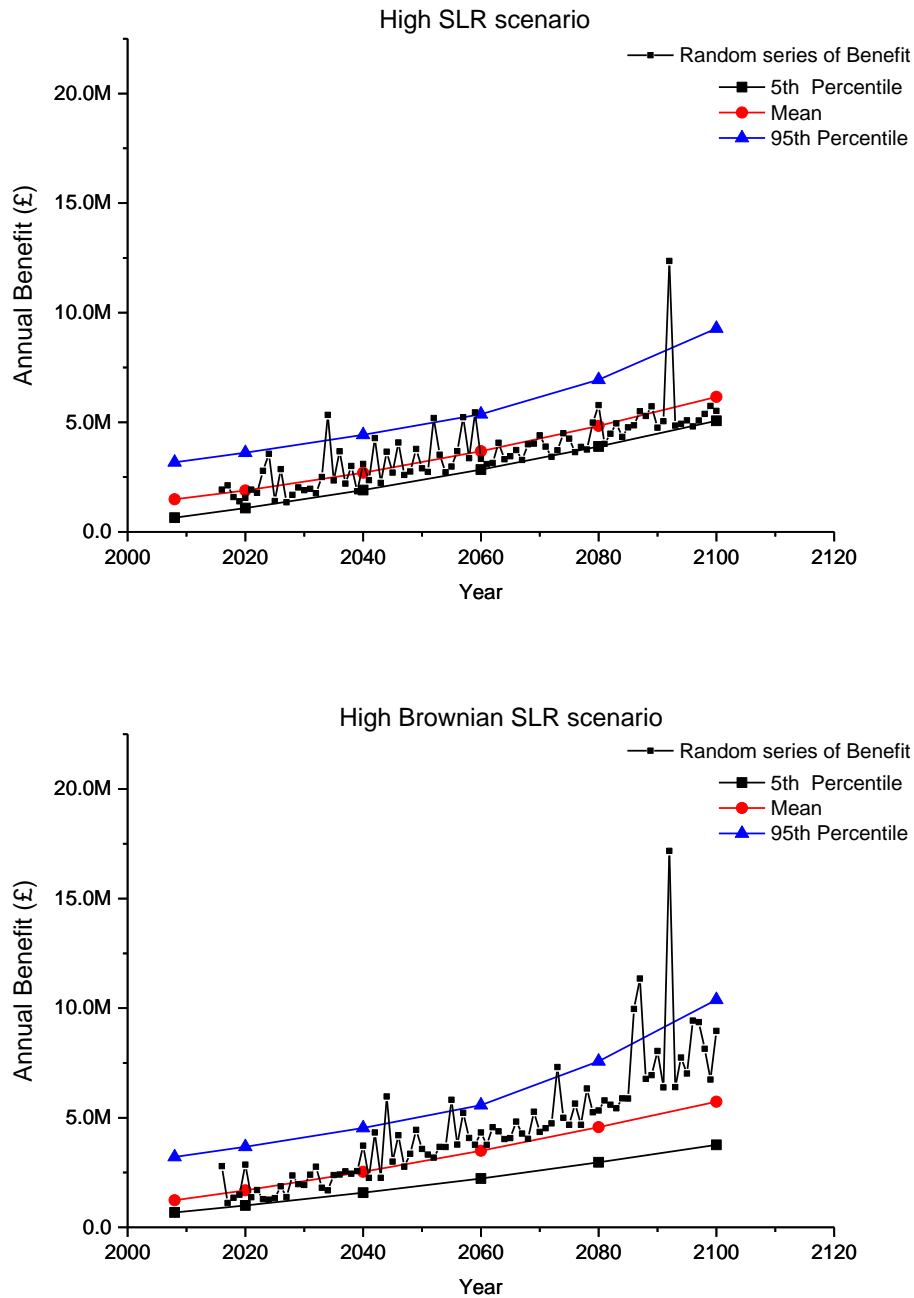 High SLR scenario
Random series of Benefit
5th Percentile
Mean
95th Percentile
20.0M
15.0M
10.0M
5.0M
0.0
Annual Benefit (£)
2000 2020 2040 2060 2080 2100 2120
Year
High Brownian SLR scenario
Random series of Benefit
5th Percentile
Mean
95th Percentile
20.0M
15.0M
10.0M
5.0M
0.0
Annual Benefit (£)
2000 2020 2040 2060 2080 2100 2120
Year